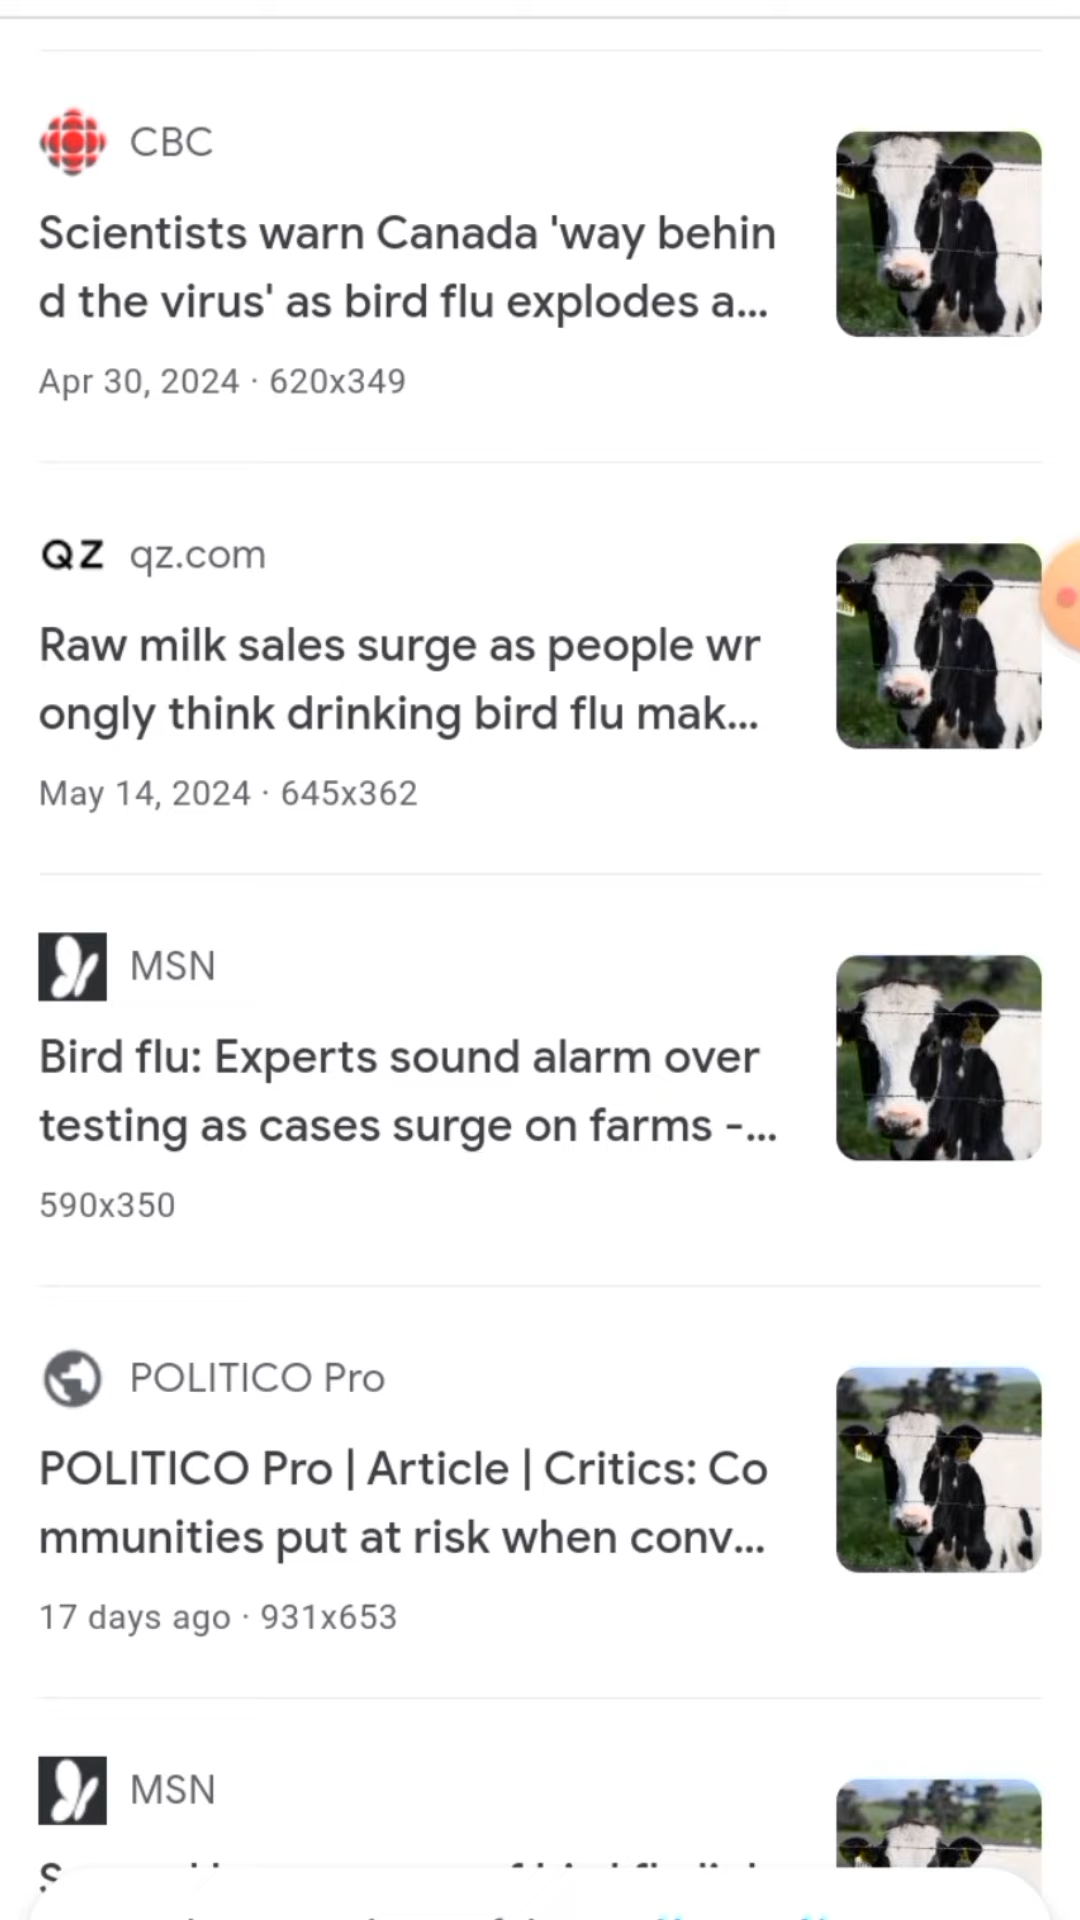 CBC
Scientists warn Canada 'way behin
d the virus' as bird flu explodes a...
Apr 30, 2024 · 620x349
QZ qz.com
Raw milk sales surge as people wr
ongly think drinking bird flu mak...
May 14, 2024 · 645x362
MSN
Bird flu: Experts sound alarm over
testing as cases surge on farms -...
590x350
POLITICO Pro
POLITICO Pro | Article | Critics: Co
mmunities put at risk when conv...
17 days ago · 931x653
MSN